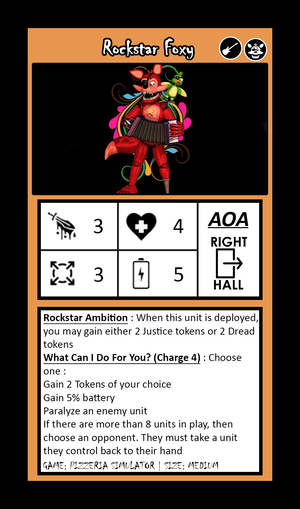 Rockstar Foxy
3
4
AOA
RIGHT
HALL
3
5
Rockstar Ambition : When this unit is deployed,
you may gain either 2 Justice tokens or 2 Dread
tokens
What Can I Do For You? (Charge 4) : Choose
one :
Gain 2 Tokens of your choice
Gain 5% battery
Paralyze an enemy unit
If there are more than 8 units in play, then
choose an opponent. They must take a unit
they control back to their hand
GAME: PIZZERIA SIMULATOR | SIZE: MEDIUM